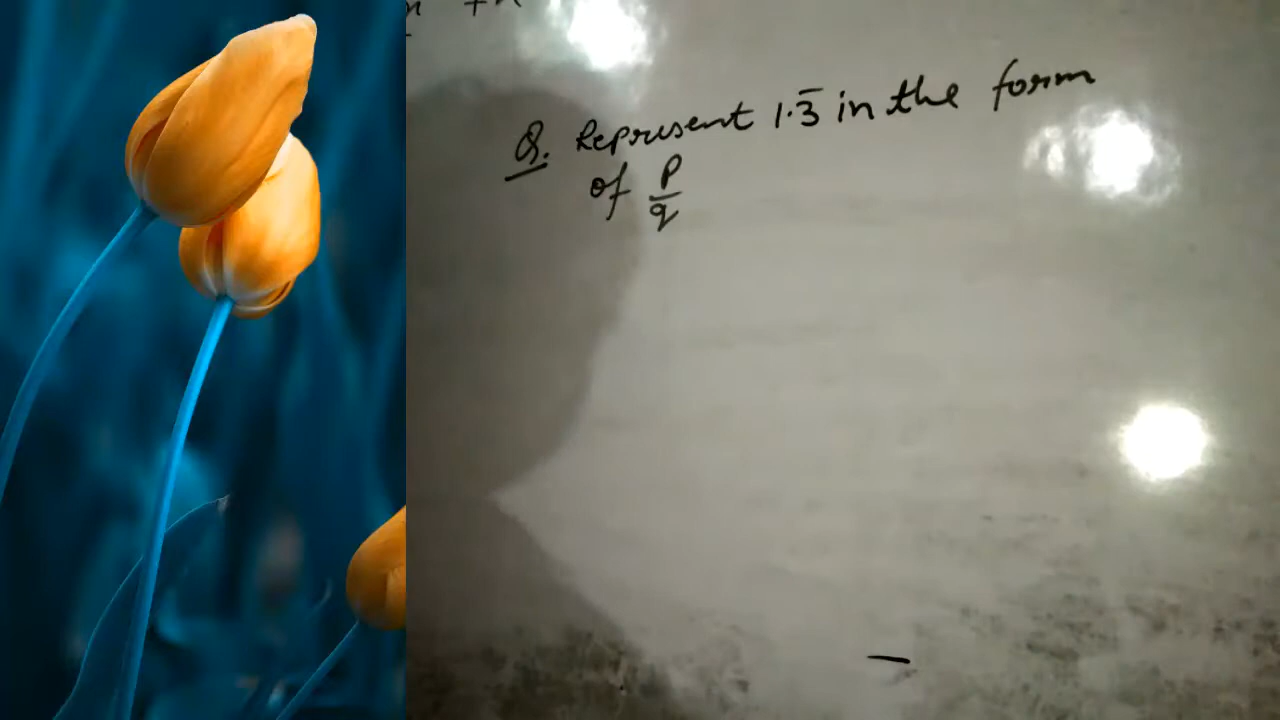 Q. Represent 1.3̅ in the form
of p/q